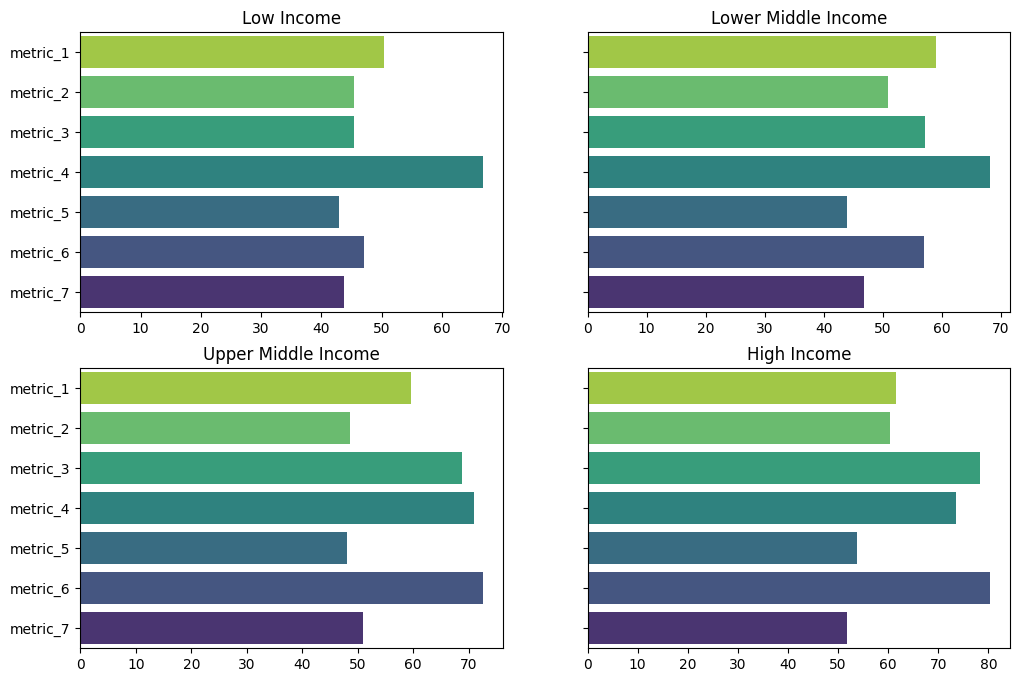 Low Income
metric_1
metric_2
metric_3
metric_4
metric_5
metric_6
metric_7
0 10 20 30 40 50 60 70
Lower Middle Income
0 10 20 30 40 50 60 70
Upper Middle Income
metric_1
metric_2
metric_3
metric_4
metric_5
metric_6
metric_7
0 10 20 30 40 50 60 70
High Income
0 10 20 30 40 50 60 70 80